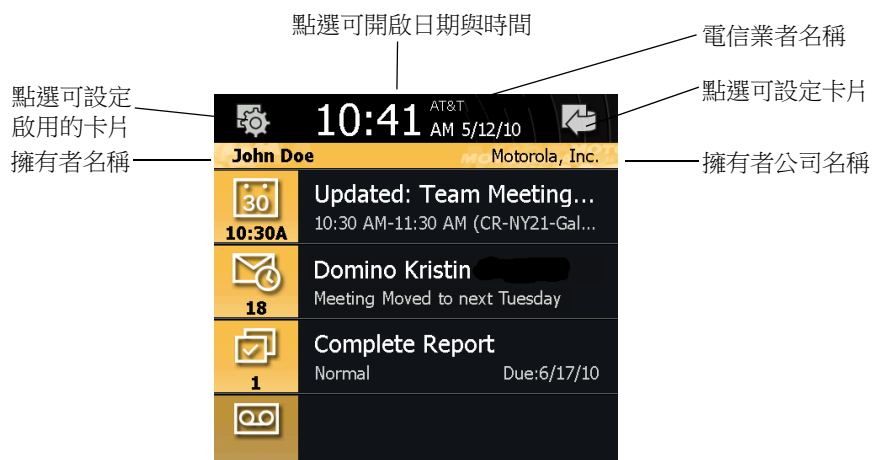 點選可開啟日期與時間
電信業者名稱
點選可設定
啟用的卡片
點選可設定卡片
擁有者名稱
擁有者公司名稱
10:41
AT&T
AM 5/12/10
John Doe
Motorola, Inc.
30
10:30A
Updated: Team Meeting...
10:30 AM-11:30 AM (CR-NY21-Gal...
18
Domino Kristin
Meeting Moved to next Tuesday
1
Complete Report
Normal Due:6/17/10